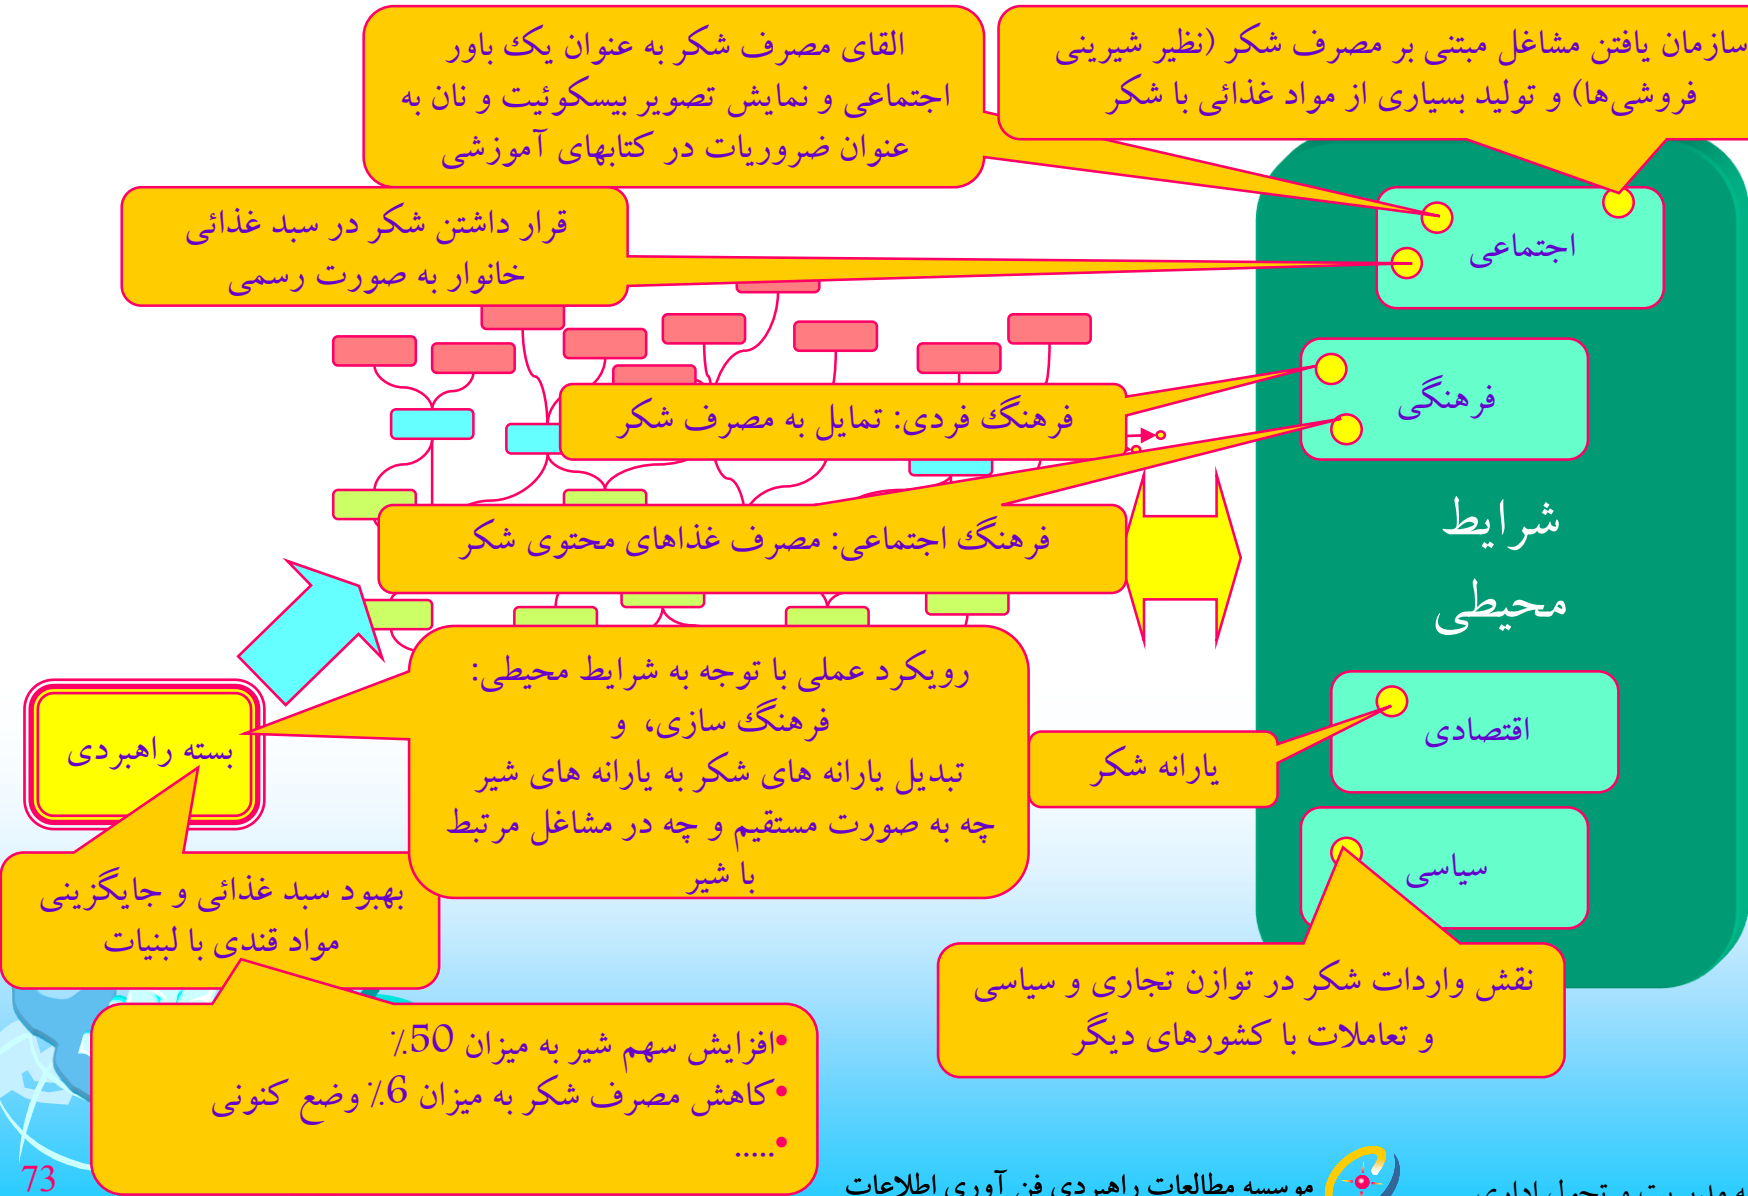 سازمان یافتن مشاغل مبتنی بر مصرف شکر (نظیر شیرینی
فروشی‌ها) و تولید بسیاری از مواد غذائی با شکر
القای مصرف شکر به عنوان یک باور
اجتماعی و نمایش تصویر بیسکوئیت و نان به
عنوان ضروریات در کتابهای آموزشی
قرار داشتن شکر در سبد غذائی
خانوار به صورت رسمی
اجتماعی
فرهنگی
فرهنگ فردی: تمایل به مصرف شکر
فرهنگ اجتماعی: مصرف غذاهای محتوی شکر
شرایط
محیطی
رویکرد عملی با توجه به شرایط محیطی:
فرهنگ سازی، و
تبدیل یارانه های شکر به یارانه های شیر
چه به صورت مستقیم و چه در مشاغل مرتبط
با شیر
اقتصادی
یارانه شکر
بسته راهبردی
سیاسی
بهبود سبد غذائی و جایگزینی
مواد قندی با لبنیات
نقش واردات شکر در توازن تجاری و سیاسی
و تعاملات با کشورهای دیگر
•افزایش سهم شیر به میزان 50٪
•کاهش مصرف شکر به میزان 6٪ وضع کنونی
•.....
مدیریت و تحول اداری
موسسه مطالعات راهبردی فن آوری اطلاعات
73